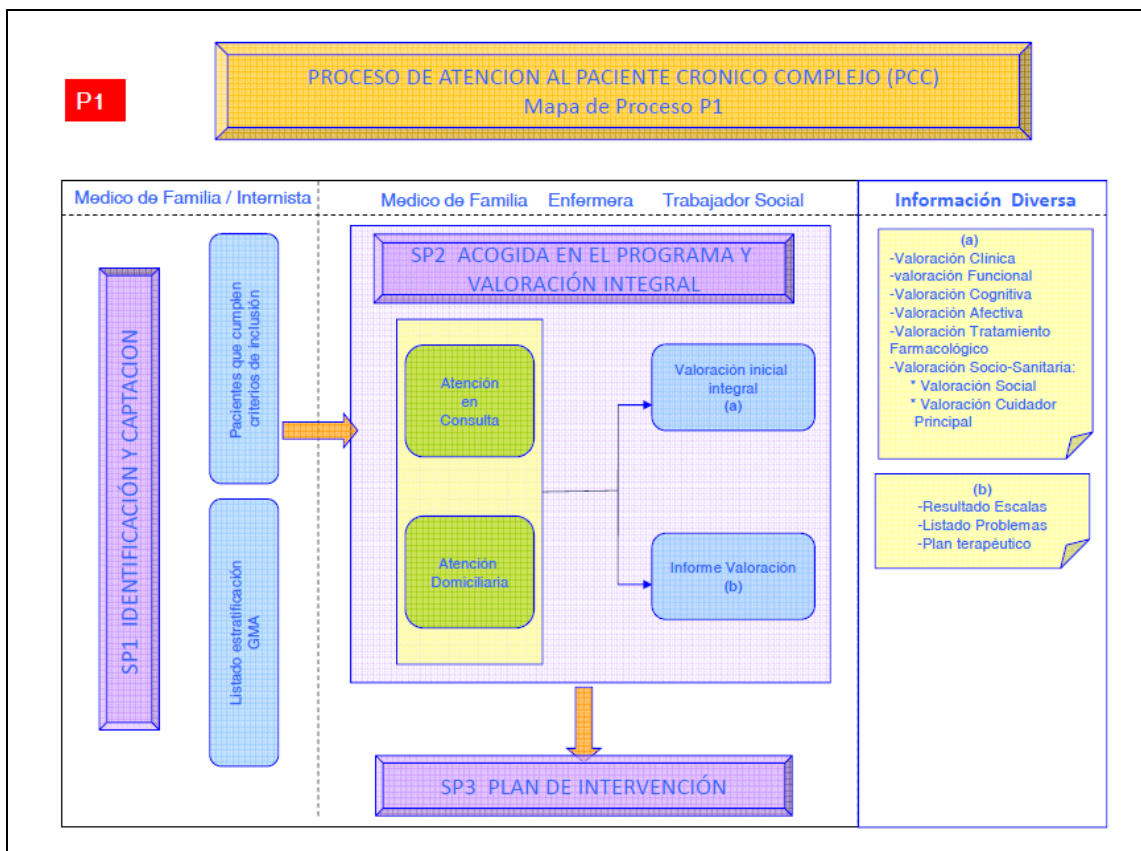 PROCESO DE ATENCION AL PACIENTE CRONICO COMPLEJO (PCC)
Mapa de Proceso P1
P1
Medico de Familia / Internista
Medico de Familia
Enfermera
Trabajador Social
Información Diversa
SP1 IDENTIFICACIÓN Y CAPTACION
Pacientes que cumplen
criterios de inclusión
Listado estratificación
GMA
SP2 ACOGIDA EN EL PROGRAMA Y
VALORACIÓN INTEGRAL
Atención
en
Consulta
Atención
Domiciliaria
Valoración inicial
integral
(a)
Informe Valoración
(b)
SP3 PLAN DE INTERVENCIÓN
(a)
-Valoración Clínica
-valoración Funcional
-Valoración Cognitiva
-Valoración Afectiva
-Valoración Tratamiento
Farmacológico
-Valoración Socio-Sanitaria:
* Valoración Social
* Valoración Cuidador
Principal
(b)
-Resultado Escalas
-Listado Problemas
-Plan terapéutico